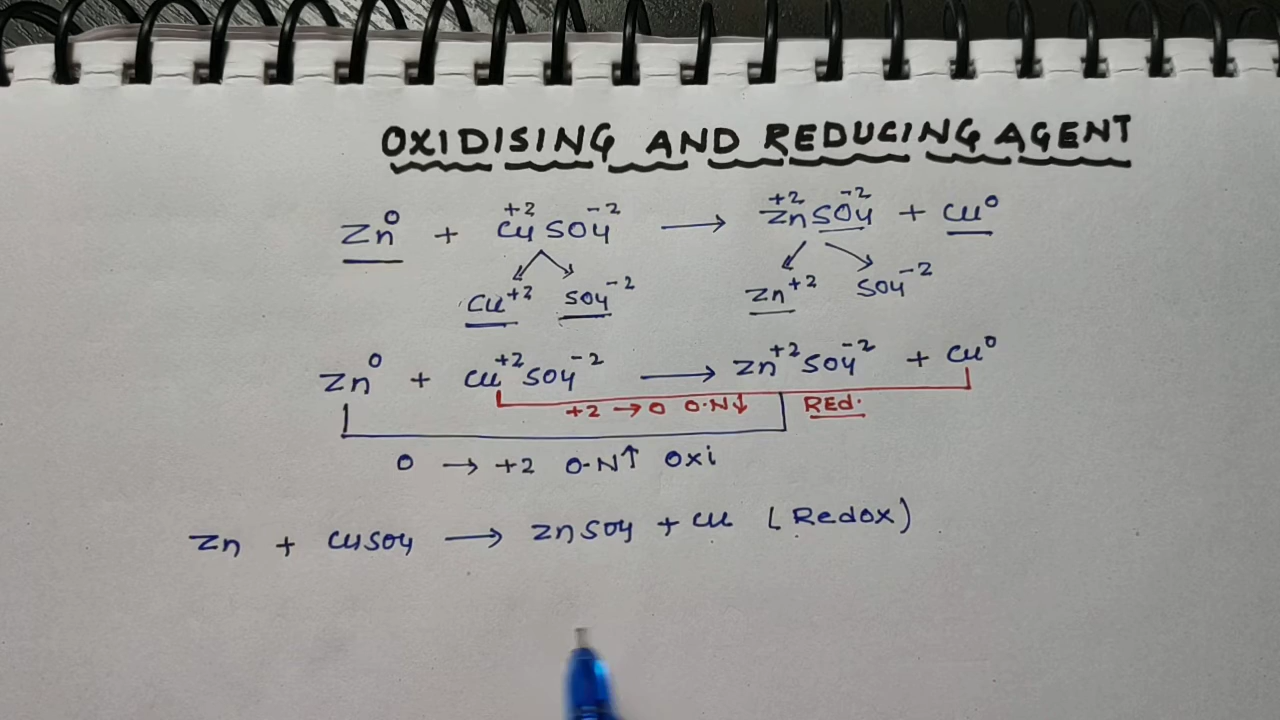 OXIDISING AND REDUCING AGENT
Zn⁰ + Cu⁺²SO4⁻² → Zn⁺²SO4⁻² + Cu⁰
Cu⁺² SO4⁻² Zn⁺² SO4⁻²
Zn⁰ + Cu⁺²SO4⁻² → Zn⁺²SO4⁻² + Cu⁰
+2 → 0 O.N↓ RED.
0 → +2 O.N↑ Oxi
Zn + CuSO4 → ZnSO4 + Cu (Redox)